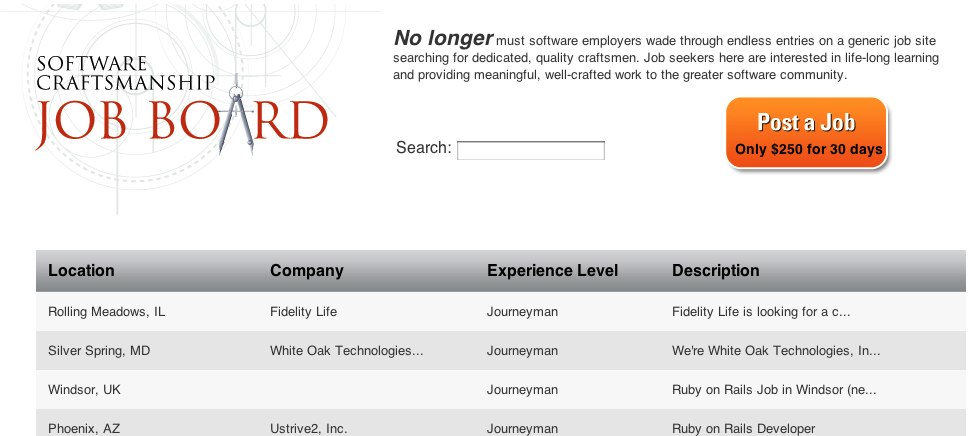 SOFTWARE
CRAFTSMANSHIP
JOB BOARD
No longer must software employers wade through endless entries on a generic job site
searching for dedicated, quality craftsmen. Job seekers here are interested in life-long learning
and providing meaningful, well-crafted work to the greater software community.
Post a Job
Only $250 for 30 days
Search:
Location Company Experience Level Description
Rolling Meadows, IL Fidelity Life Journeyman Fidelity Life is looking for a c...
Silver Spring, MD White Oak Technologies... Journeyman We're White Oak Technologies, In...
Windsor, UK Journeyman Ruby on Rails Job in Windsor (ne...
Phoenix, AZ Ustrive2, Inc. Journeyman Ruby on Rails Developer